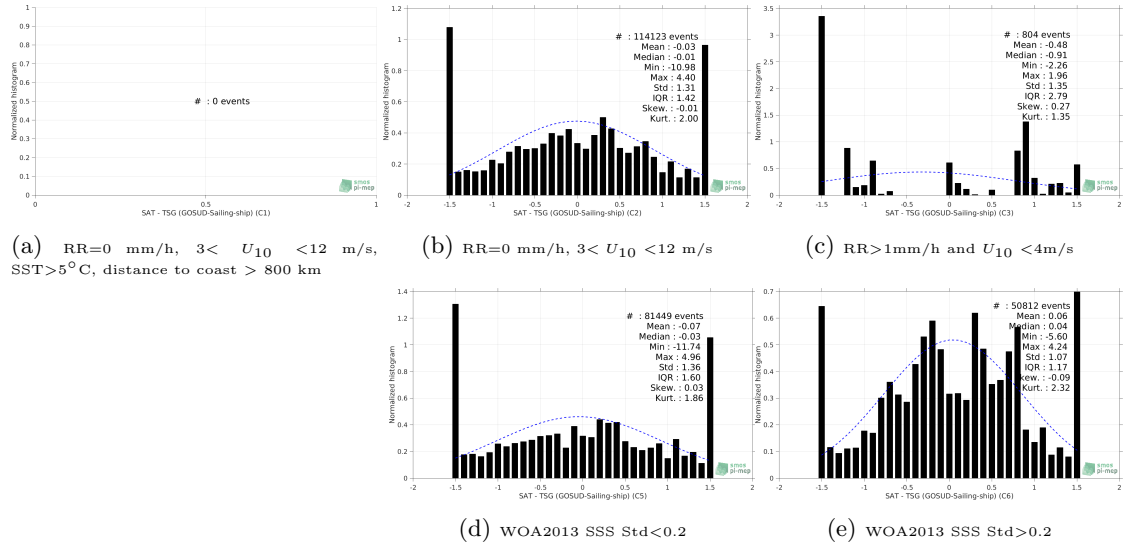 1
0.9
0.8
0.7
0.6
0.5
0.4
0.3
0.2
0.1
0
0 0.5 1
Normalized histogram
# : 0 events
smos
pi-mep
SAT - TSG (GOSUD-Sailing-ship) (C1)
(a) RR=0 mm/h, 3< U10 <12 m/s, SST>5°C, distance to coast > 800 km
1.2
1
0.8
0.6
0.4
0.2
0
-2 -1.5 -1 -0.5 0 0.5 1 1.5 2
Normalized histogram
# : 114123 events
Mean : -0.03
Median : -0.01
Min : -10.98
Max : 4.40
Std : 1.31
IQR : 1.42
Skew. : -0.01
Kurt. : 2.00
smos
pi-mep
SAT - TSG (GOSUD-Sailing-ship) (C2)
(b) RR=0 mm/h, 3< U10 <12 m/s
3.5
3
2.5
2
1.5
1
0.5
0
-2 -1.5 -1 -0.5 0 0.5 1 1.5 2
Normalized histogram
# : 804 events
Mean : -0.48
Median : -0.91
Min : -2.26
Max : 1.96
Std : 1.35
IQR : 2.79
Skew. : 0.27
Kurt. : 1.35
smos
pi-mep
SAT - TSG (GOSUD-Sailing-ship) (C3)
(c) RR>1mm/h and U10 <4m/s
1.4
1.2
1
0.8
0.6
0.4
0.2
0
-2 -1.5 -1 -0.5 0 0.5 1 1.5 2
Normalized histogram
# : 81449 events
Mean : -0.07
Median : -0.03
Min : -11.74
Max : 4.96
Std : 1.36
IQR : 1.60
Skew. : 0.03
Kurt. : 1.86
smos
pi-mep
SAT - TSG (GOSUD-Sailing-ship) (C5)
(d) WOA2013 SSS Std<0.2
0.7
0.6
0.5
0.4
0.3
0.2
0.1
0
-2 -1.5 -1 -0.5 0 0.5 1 1.5 2
Normalized histogram
# : 50812 events
Mean : 0.06
Median : 0.04
Min : -5.60
Max : 4.24
Std : 1.07
IQR : 1.17
Skew. : -0.09
Kurt. : 2.32
smos
pi-mep
SAT - TSG (GOSUD-Sailing-ship) (C6)
(e) WOA2013 SSS Std>0.2